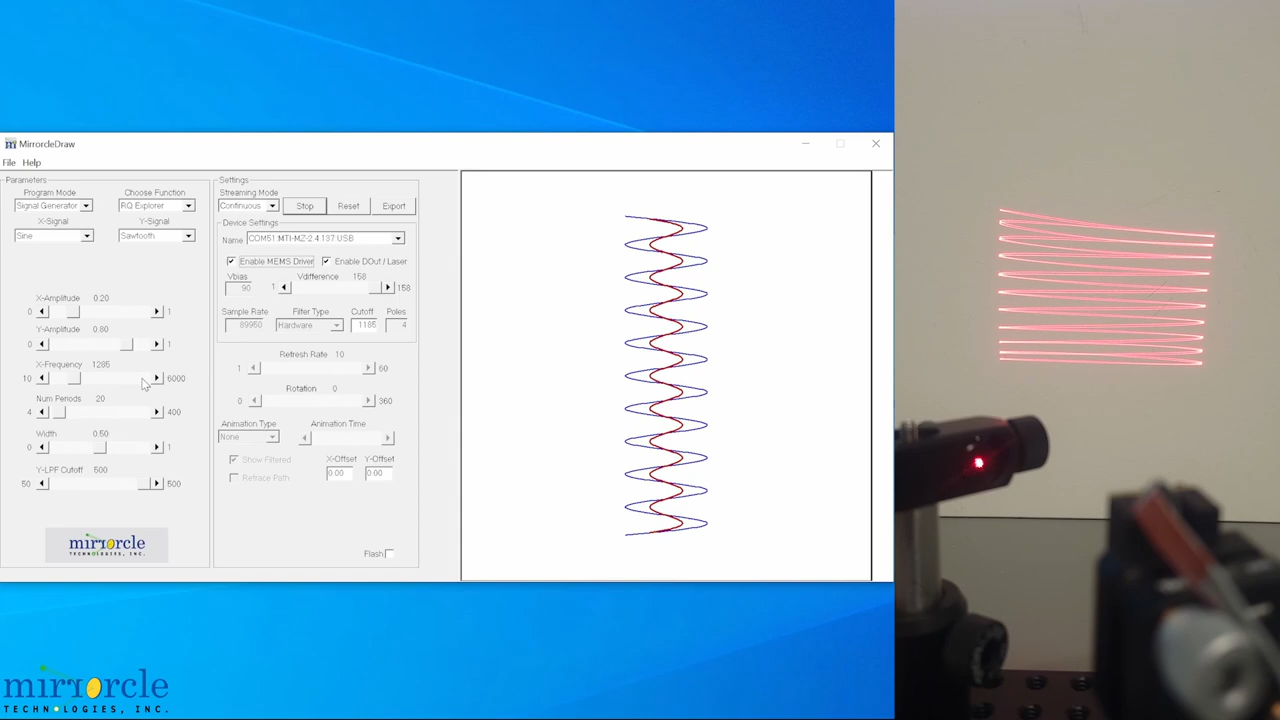 MirrorcleDraw
File Help
Parameters
Program Mode
Choose Function
Signal Generator
RQ Explorer
X-Signal
Y-Signal
Sine
Sawtooth
X-Amplitude 0.20
0 1
Y-Amplitude 0.80
0 1
X-Frequency 1285
10 6000
Num Periods 20
4 400
Width 0.50
0 1
Y-LPF Cutoff 500
50 500
mirrorcle
TECHNOLOGIES, INC.
Settings
Streaming Mode
Continuous Stop Reset Export
Device Settings
Name COM51:MTI-MZ-2.4.137:USB
Enable MEMS Driver Enable DOut / Laser
Vbias Vdifference 158
90 1 158
Sample Rate Filter Type Cutoff Poles
89950 Hardware 1185 4
Refresh Rate 10
1 60
Rotation 0
0 360
Animation Type Animation Time
None
Show Filtered X-Offset Y-Offset
Retrace Path 0.00 0.00
Flash
mirrorcle
TECHNOLOGIES, INC.